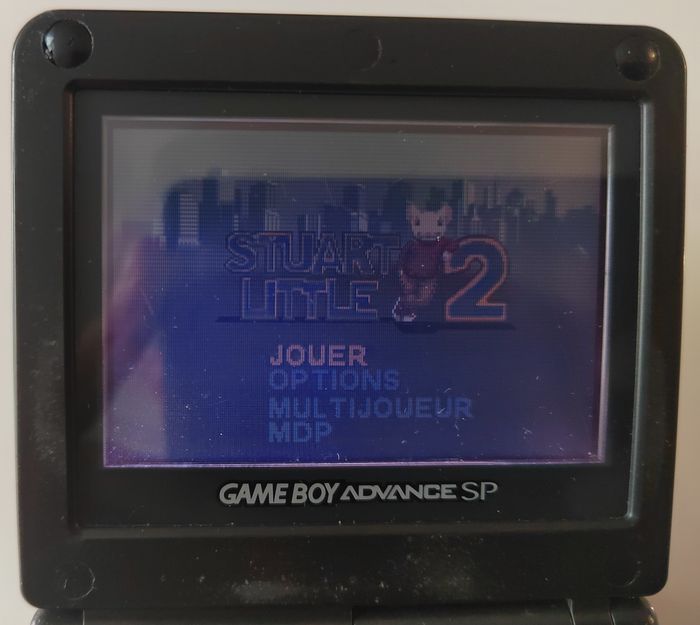 STUART
LITTLE 2
JOUER
OPTIONS
MULTIJOUEUR
MDP
GAME BOY ADVANCE SP